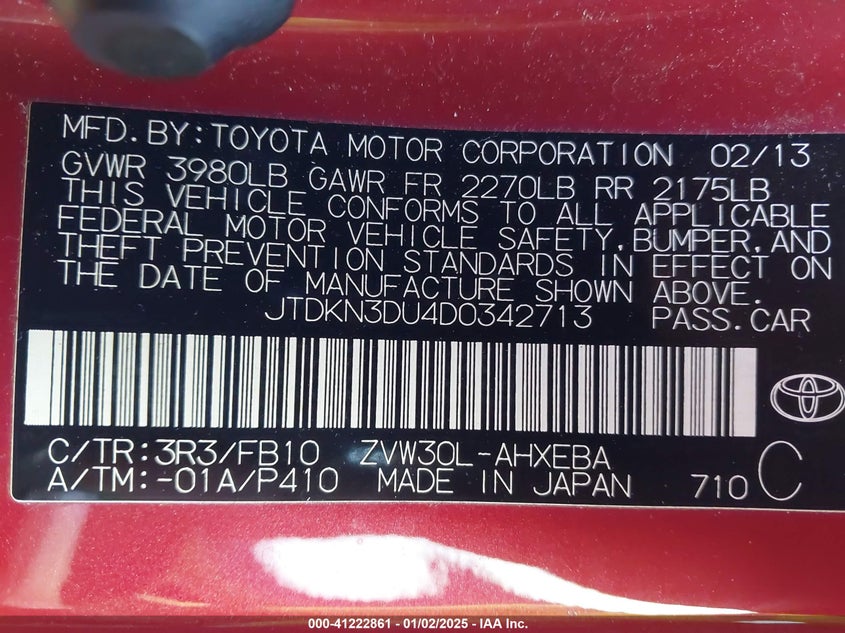 MFD.BY:TOYOTA MOTOR CORPORATION 02/13
GVWR 3980LB GAWR FR 2270LB RR 2175LB
THIS VEHICLE CONFORMS TO ALL APPLICABLE
FEDERAL MOTOR VEHICLE SAFETY,BUMPER,AND
THEFT PREVENTION STANDARDS IN EFFECT ON
THE DATE OF MANUFACTURE SHOWN ABOVE.
JTDKN3DU4D0342713 PASS.CAR
C/TR:3R3/FB10 ZVW30L-AHXEBA
A/TM:-01A/P410 MADE IN JAPAN 710 C
000-41222861 - 01/02/2025 - IAA Inc.